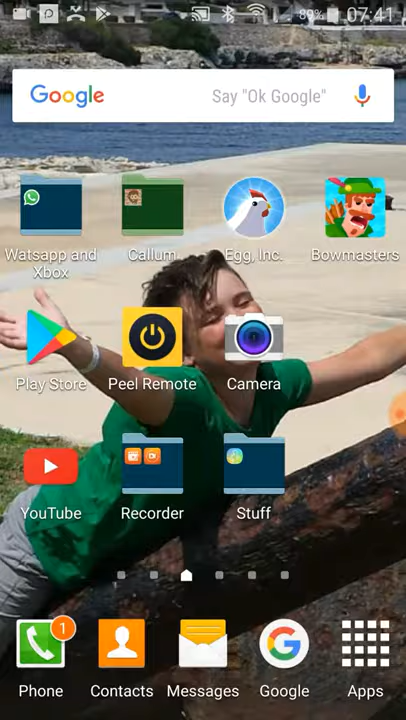 89% 07:41
Google Say "Ok Google"
Watsapp and Xbox Callum Egg, Inc. Bowmasters
Play Store Peel Remote Camera
YouTube Recorder Stuff
1
Phone Contacts Messages Google Apps